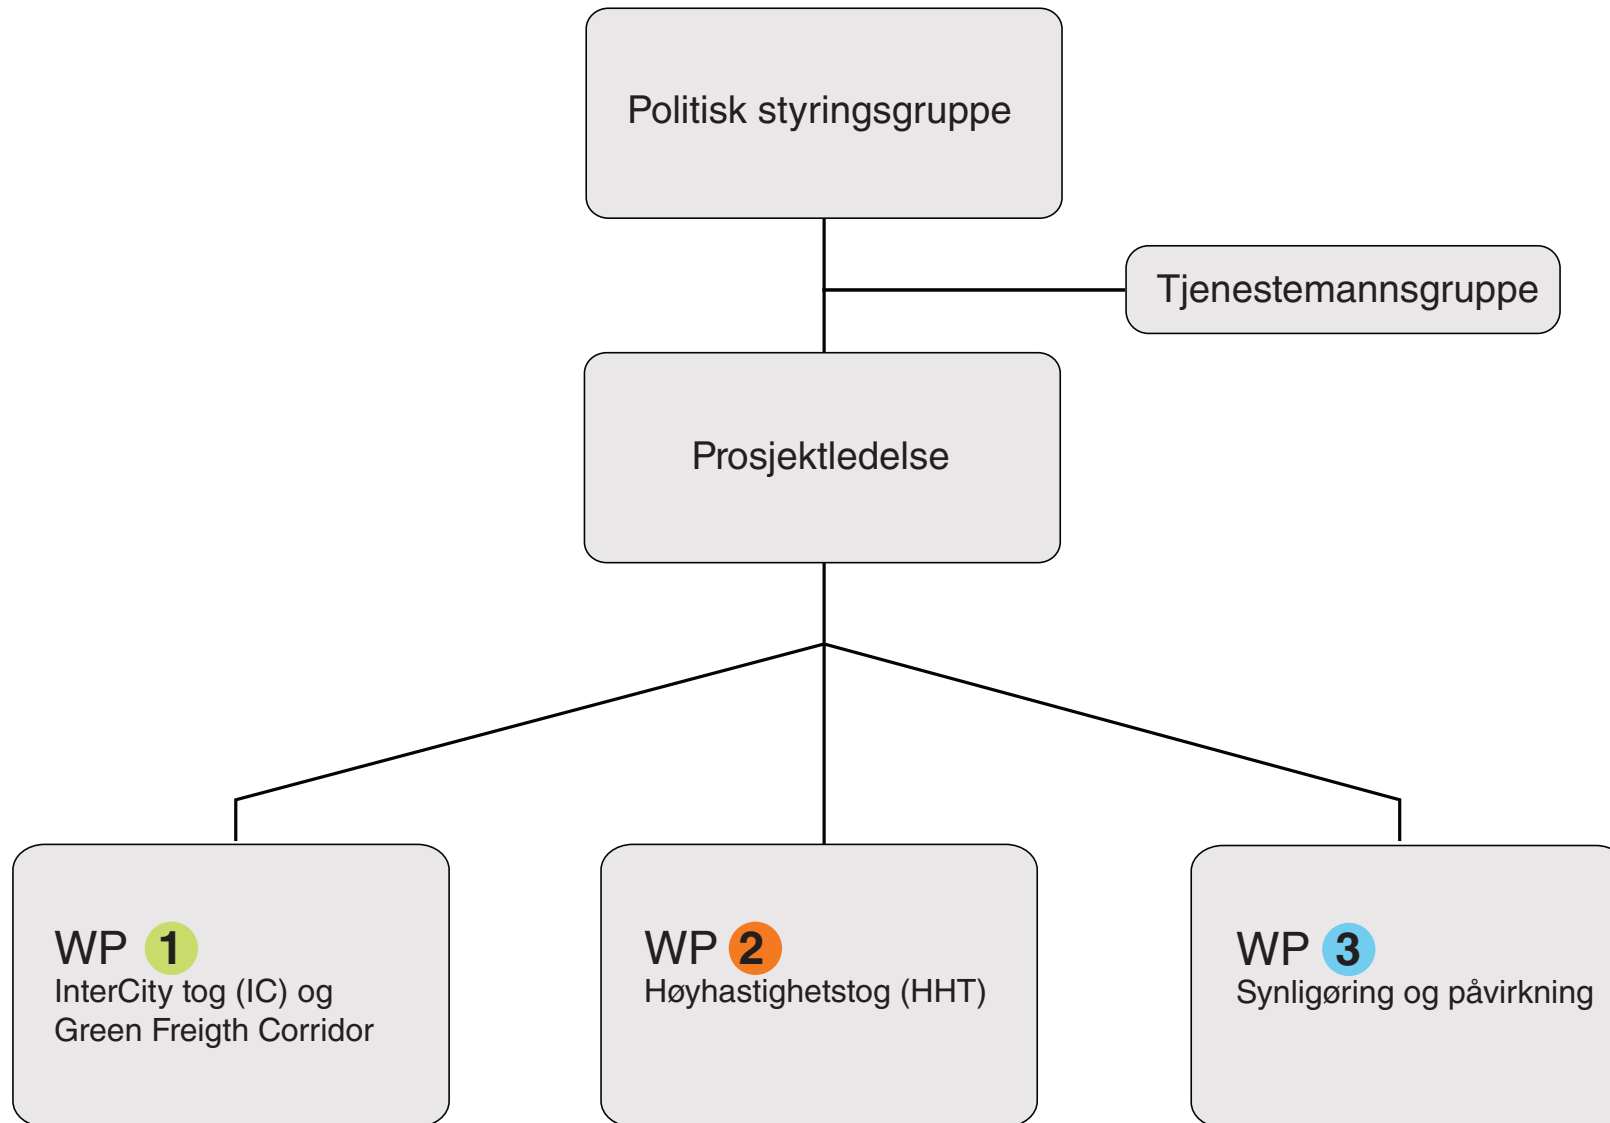 Politisk styringsgruppe
Tjenestemannsgruppe
Prosjektledelse
WP 1
InterCity tog (IC) og
Green Freigth Corridor
WP 2
Høyhastighetstog (HHT)
WP 3
Synligøring og påvirkning